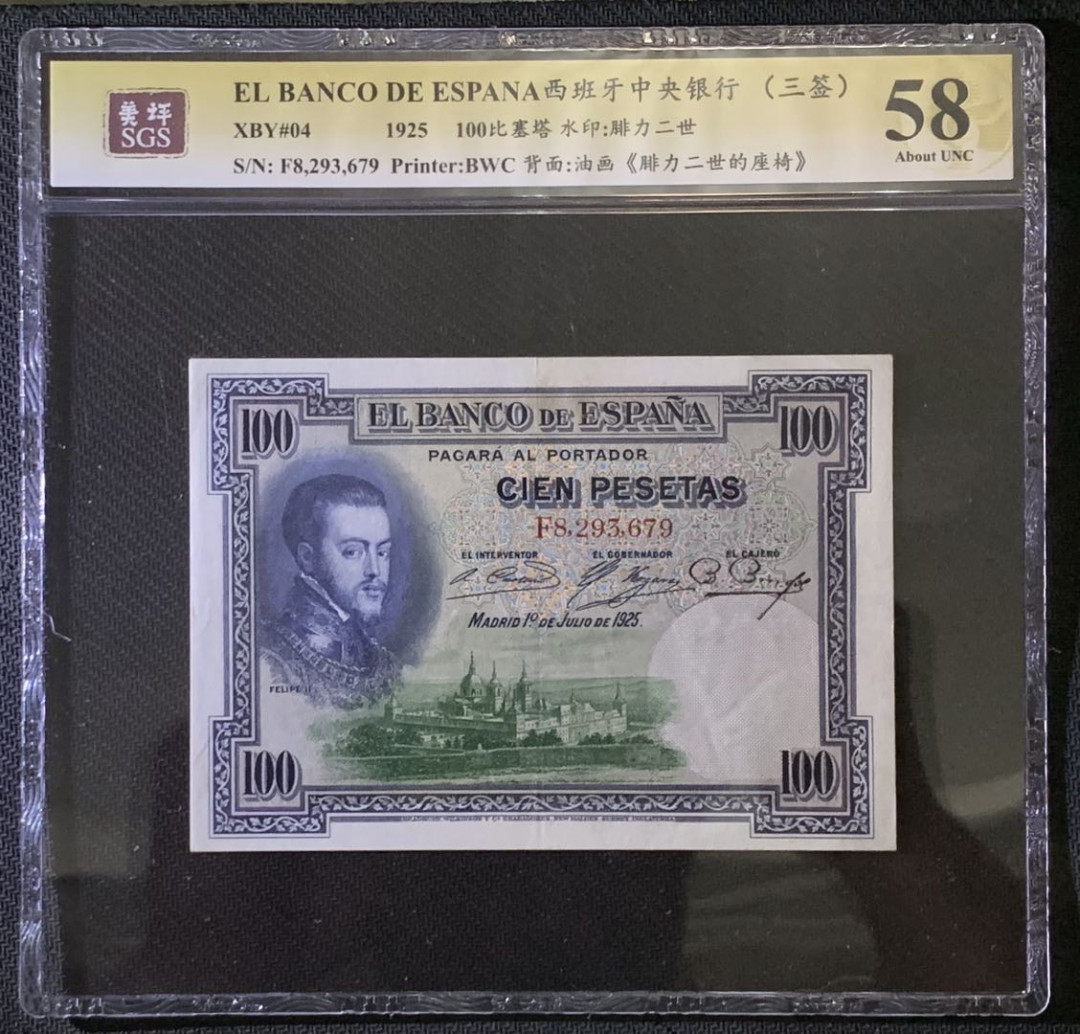 EL BANCO DE ESPANA西班牙中央银行 （三签）
美评
SGS
XBY#04 1925 100比塞塔 水印:腓力二世
S/N: F8,293,679 Printer:BWC 背面:油画《腓力二世的座椅》
58
About UNC
100 EL BANCO DE ESPAÑA 100
PAGARÁ AL PORTADOR
CIEN PESETAS
F8,293,679
EL INTERVENTOR EL GOBERNADOR EL CAJERO
MADRID 1º DE JULIO DE 1925.
FELIPE II
100 100